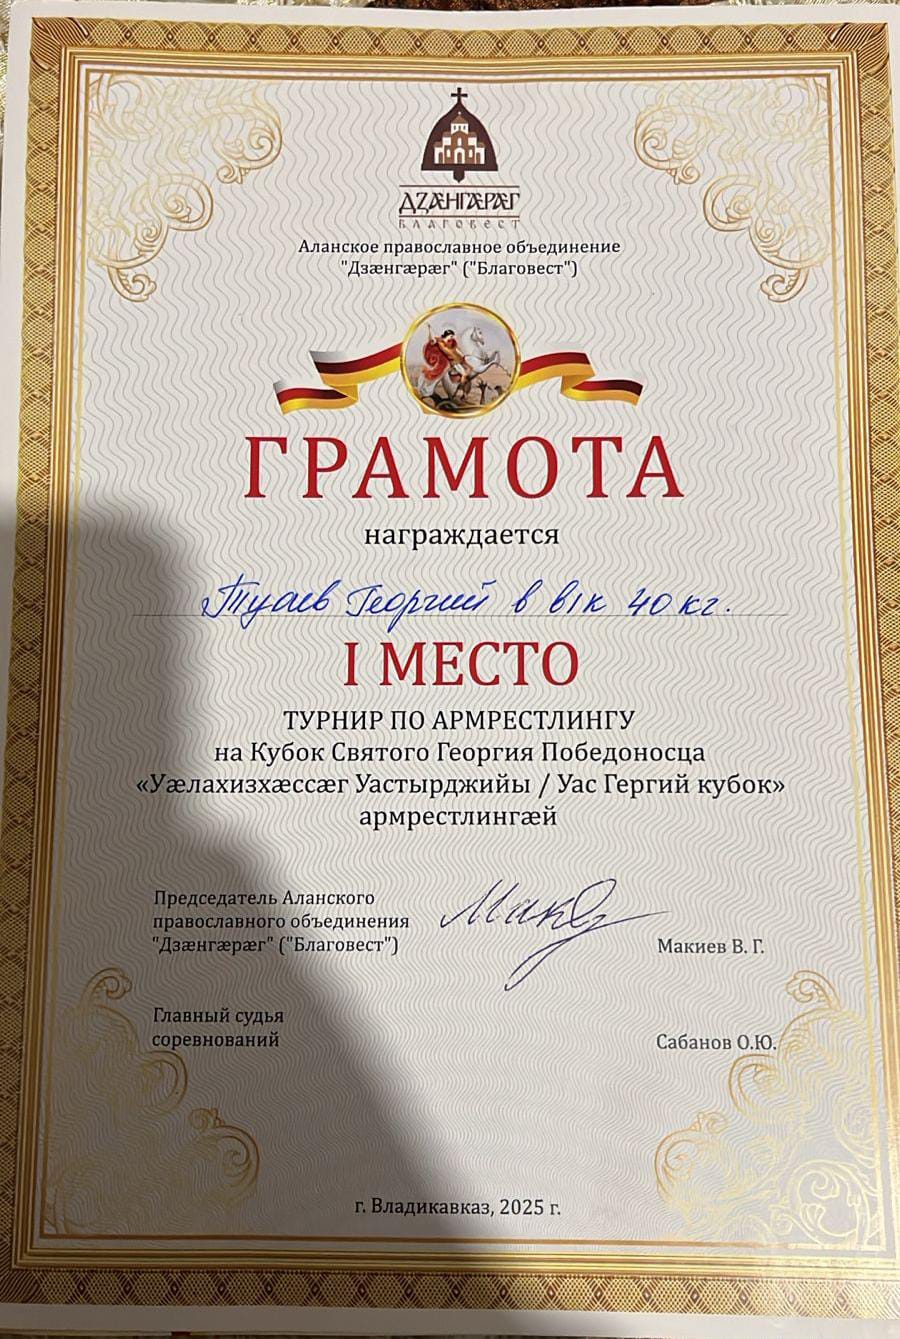 ДЗÆНГÆРÆГ
БЛАГОВЕСТ
Аланское православное объединение
"Дзæнгæрæг" ("Благовест")
ГРАМОТА
награждается
Туаев Георгий в в/к 40 кг.
I МЕСТО
ТУРНИР ПО АРМРЕСТЛИНГУ
на Кубок Святого Георгия Победоносца
«Уæлахизхæссæг Уастырджийы / Уас Гергий кубок»
армрестлингæй
Председатель Аланского
православного объединения
"Дзæнгæрæг" ("Благовест")
Макиев В. Г.
Главный судья
соревнований
Сабанов О.Ю.
г. Владикавказ, 2025 г.